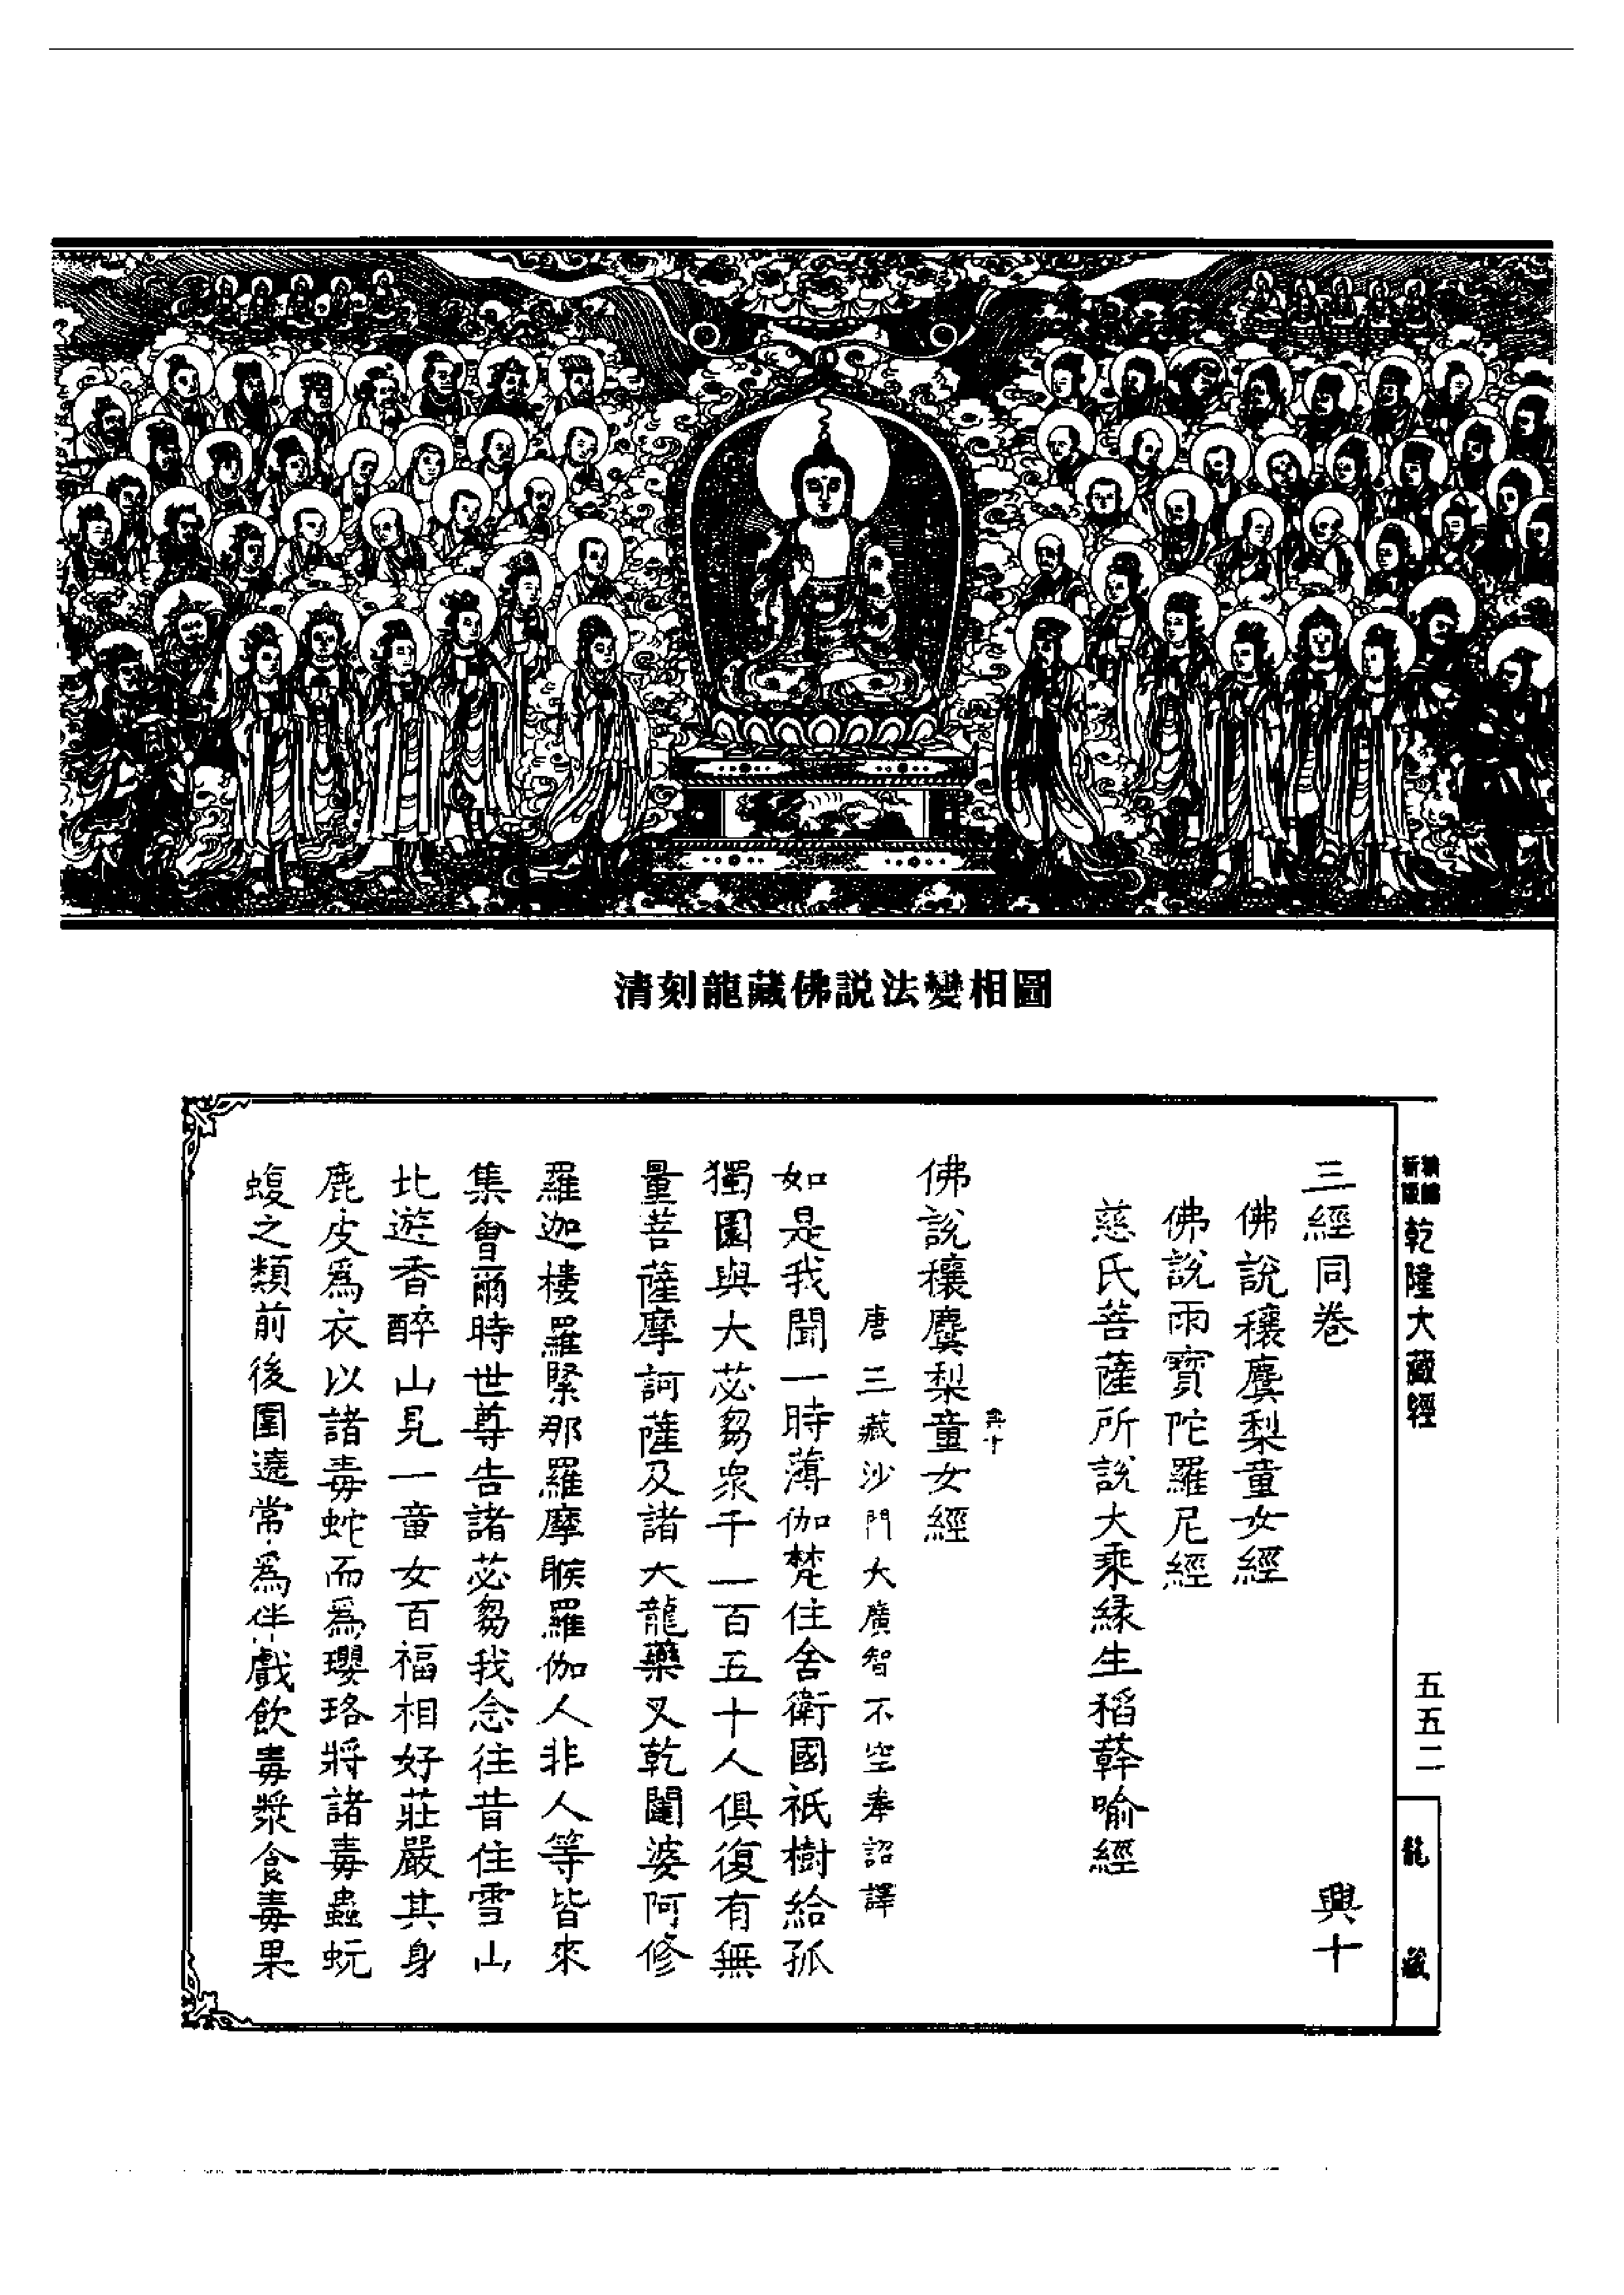 清刻龍藏佛説法變相圖
新編
新版
乾隆大藏經
五五二
龍藏
三經同卷 興十
佛說穰麌梨童女經
佛說雨寶陀羅尼經
慈氏菩薩所說大乘緣生稻𦼮喻經
興十
佛說穰麌梨童女經
唐三藏沙門大廣智不空奉詔譯
如是我聞一時薄伽梵住舍衛國祇樹給孤
獨園與大苾芻衆千一百五十人俱復有無
量菩薩摩訶薩及諸大龍藥叉乾闥婆阿修
羅迦樓羅緊那羅摩睺羅伽人非人等皆來
集會爾時世尊告諸苾芻我念往昔住雪山
北遊香醉山見一童女百福相好莊嚴其身
鹿皮爲衣以諸毒蛇而爲瓔珞將諸毒蟲蚖
蝮之類前後圍遶常爲伴戲飲毒漿食毒果